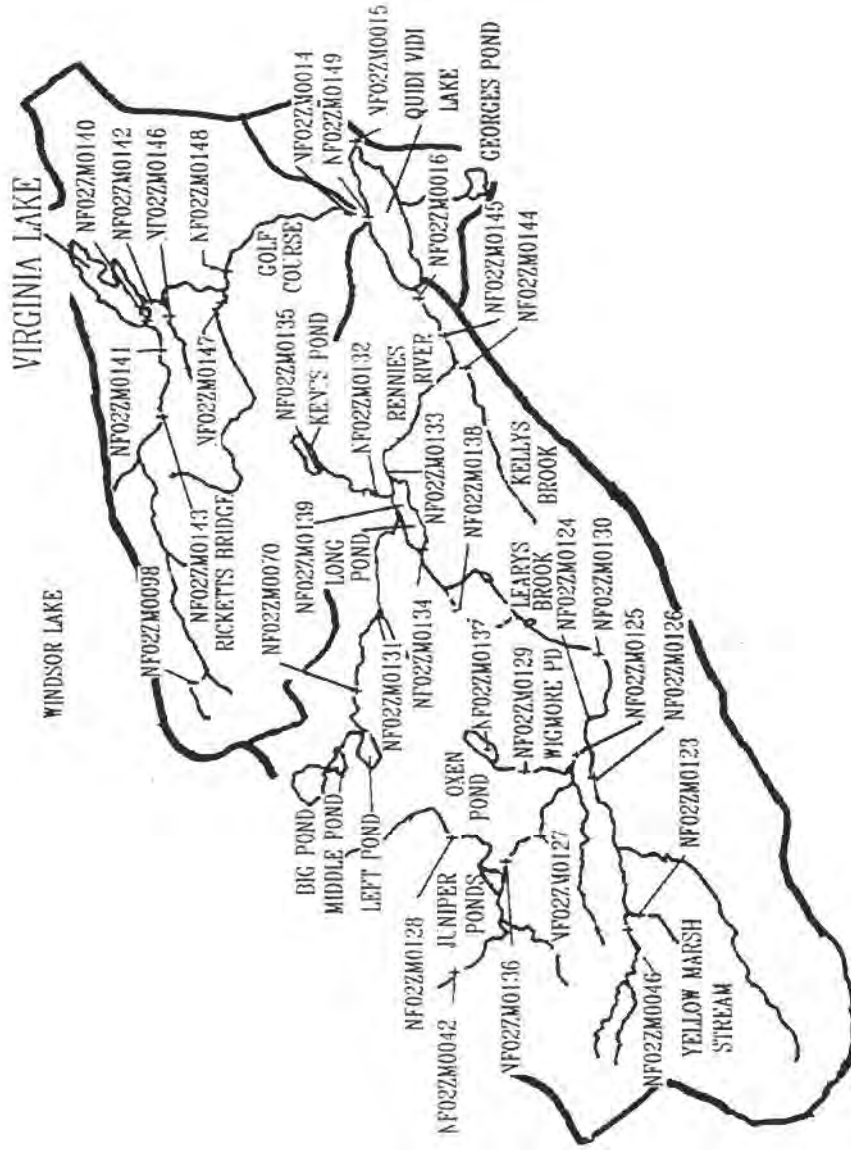 VIRGINIA LAKE
NF02ZM0140
NF02ZM0142
NF02ZM0146
NF02ZM0148
NF02ZM0141
NF02ZM0147
NF02ZM0143
RICKETTS BRIDGE
NF02ZM0098
WINDSOR LAKE
GOLF
COURSE
NF02ZM0014
NF02ZM0149
NF02ZM0015
QUIDI VIDI
LAKE
GEORGES POND
NF02ZM0016
NF02ZM0145
NF02ZM0144
NF02ZM0135
KENTS POND
NF02ZM0132
RENNIES
RIVER
NF02ZM0133
NF02ZM0138
KELLYS
BROOK
NF02ZM0139
LONG
POND
NF02ZM0070
NF02ZM0131
NF02ZM0134
LEARYS
BROOK
NF02ZM0124
NF02ZM0130
NF02ZM0125
NF02ZM0126
NF02ZM0137
NF02ZM0129
WIGMORE PD.
OXEN
POND
BIG POND
MIDDLE POND
LEFT POND
NF02ZM0123
NF02ZM0127
NF02ZM0128
JUNIPER
PONDS
NF02ZM0042
NF02ZM0136
NF02ZM0046
YELLOW MARSH
STREAM